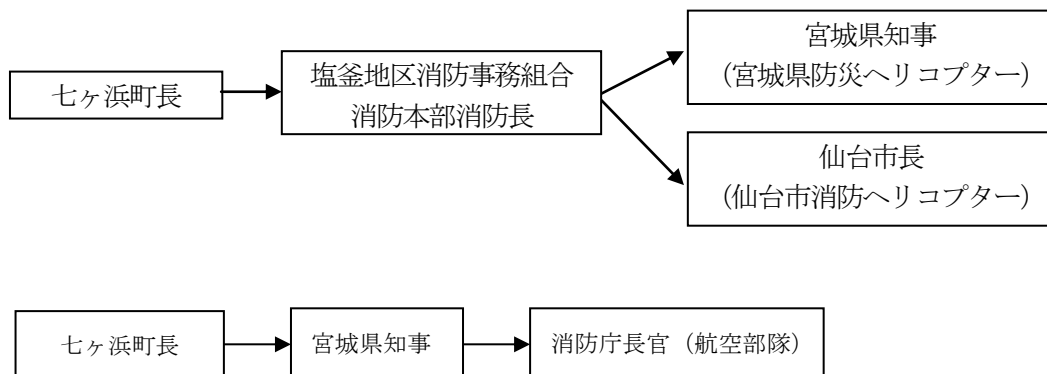 七ヶ浜町長
塩釜地区消防事務組合
消防本部消防長
宮城県知事
（宮城県防災ヘリコプター）
仙台市長
（仙台市消防ヘリコプター）
七ヶ浜町長
宮城県知事
消防庁長官（航空部隊）